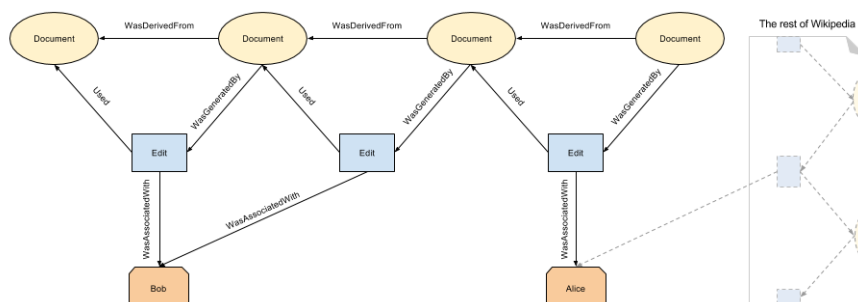 WasDerivedFrom
WasDerivedFrom
WasDerivedFrom
The rest of Wikipedia
Document
Document
Document
Document
Used
WasGeneratedBy
Used
WasGeneratedBy
Used
WasGeneratedBy
Edit
Edit
Edit
WasAssociatedWith
WasAssociatedWith
WasAssociatedWith
Bob
Alice